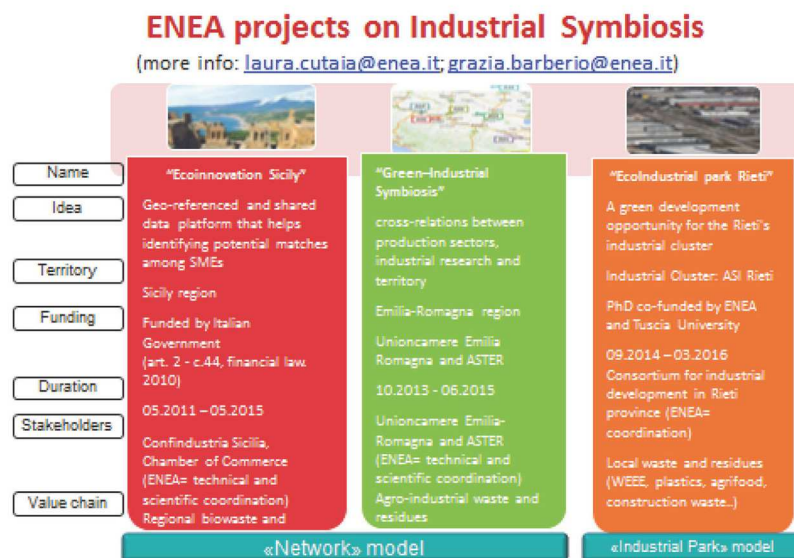 ENEA projects on Industrial Symbiosis
(more info: laura.cutaia@enea.it; grazia.barberio@enea.it)
Name
Idea
Territory
Funding
Duration
Stakeholders
Value chain
"Ecoinnovation Sicily"
Geo-referenced and shared
data platform that helps
identifying potential matches
among SMEs
Sicily region
Funded by Italian
Government
(art. 2 - c.44, financial law.
2010)
05.2011 – 05.2015
Confindustria Sicilia,
Chamber of Commerce
(ENEA= technical and
scientific coordination)
Regional biowaste and
"Green–Industrial
Symbiosis"
cross-relations between
production sectors,
industrial research and
territory
Emilia-Romagna region
Unioncamere Emilia
Romagna and ASTER
10.2013 - 06.2015
Unioncamere Emilia-
Romagna and ASTER
(ENEA= technical and
scientific coordination)
Agro-industrial waste and
residues
"EcoIndustrial park Rieti"
A green development
opportunity for the Rieti's
industrial cluster
Industrial Cluster: ASI Rieti
PhD co-funded by ENEA
and Tuscia University
09.2014 – 03.2016
Consortium for industrial
development in Rieti
province (ENEA=
coordination)
Local waste and residues
(WEEE, plastics, agrifood,
construction waste..)
«Network» model
«Industrial Park» model